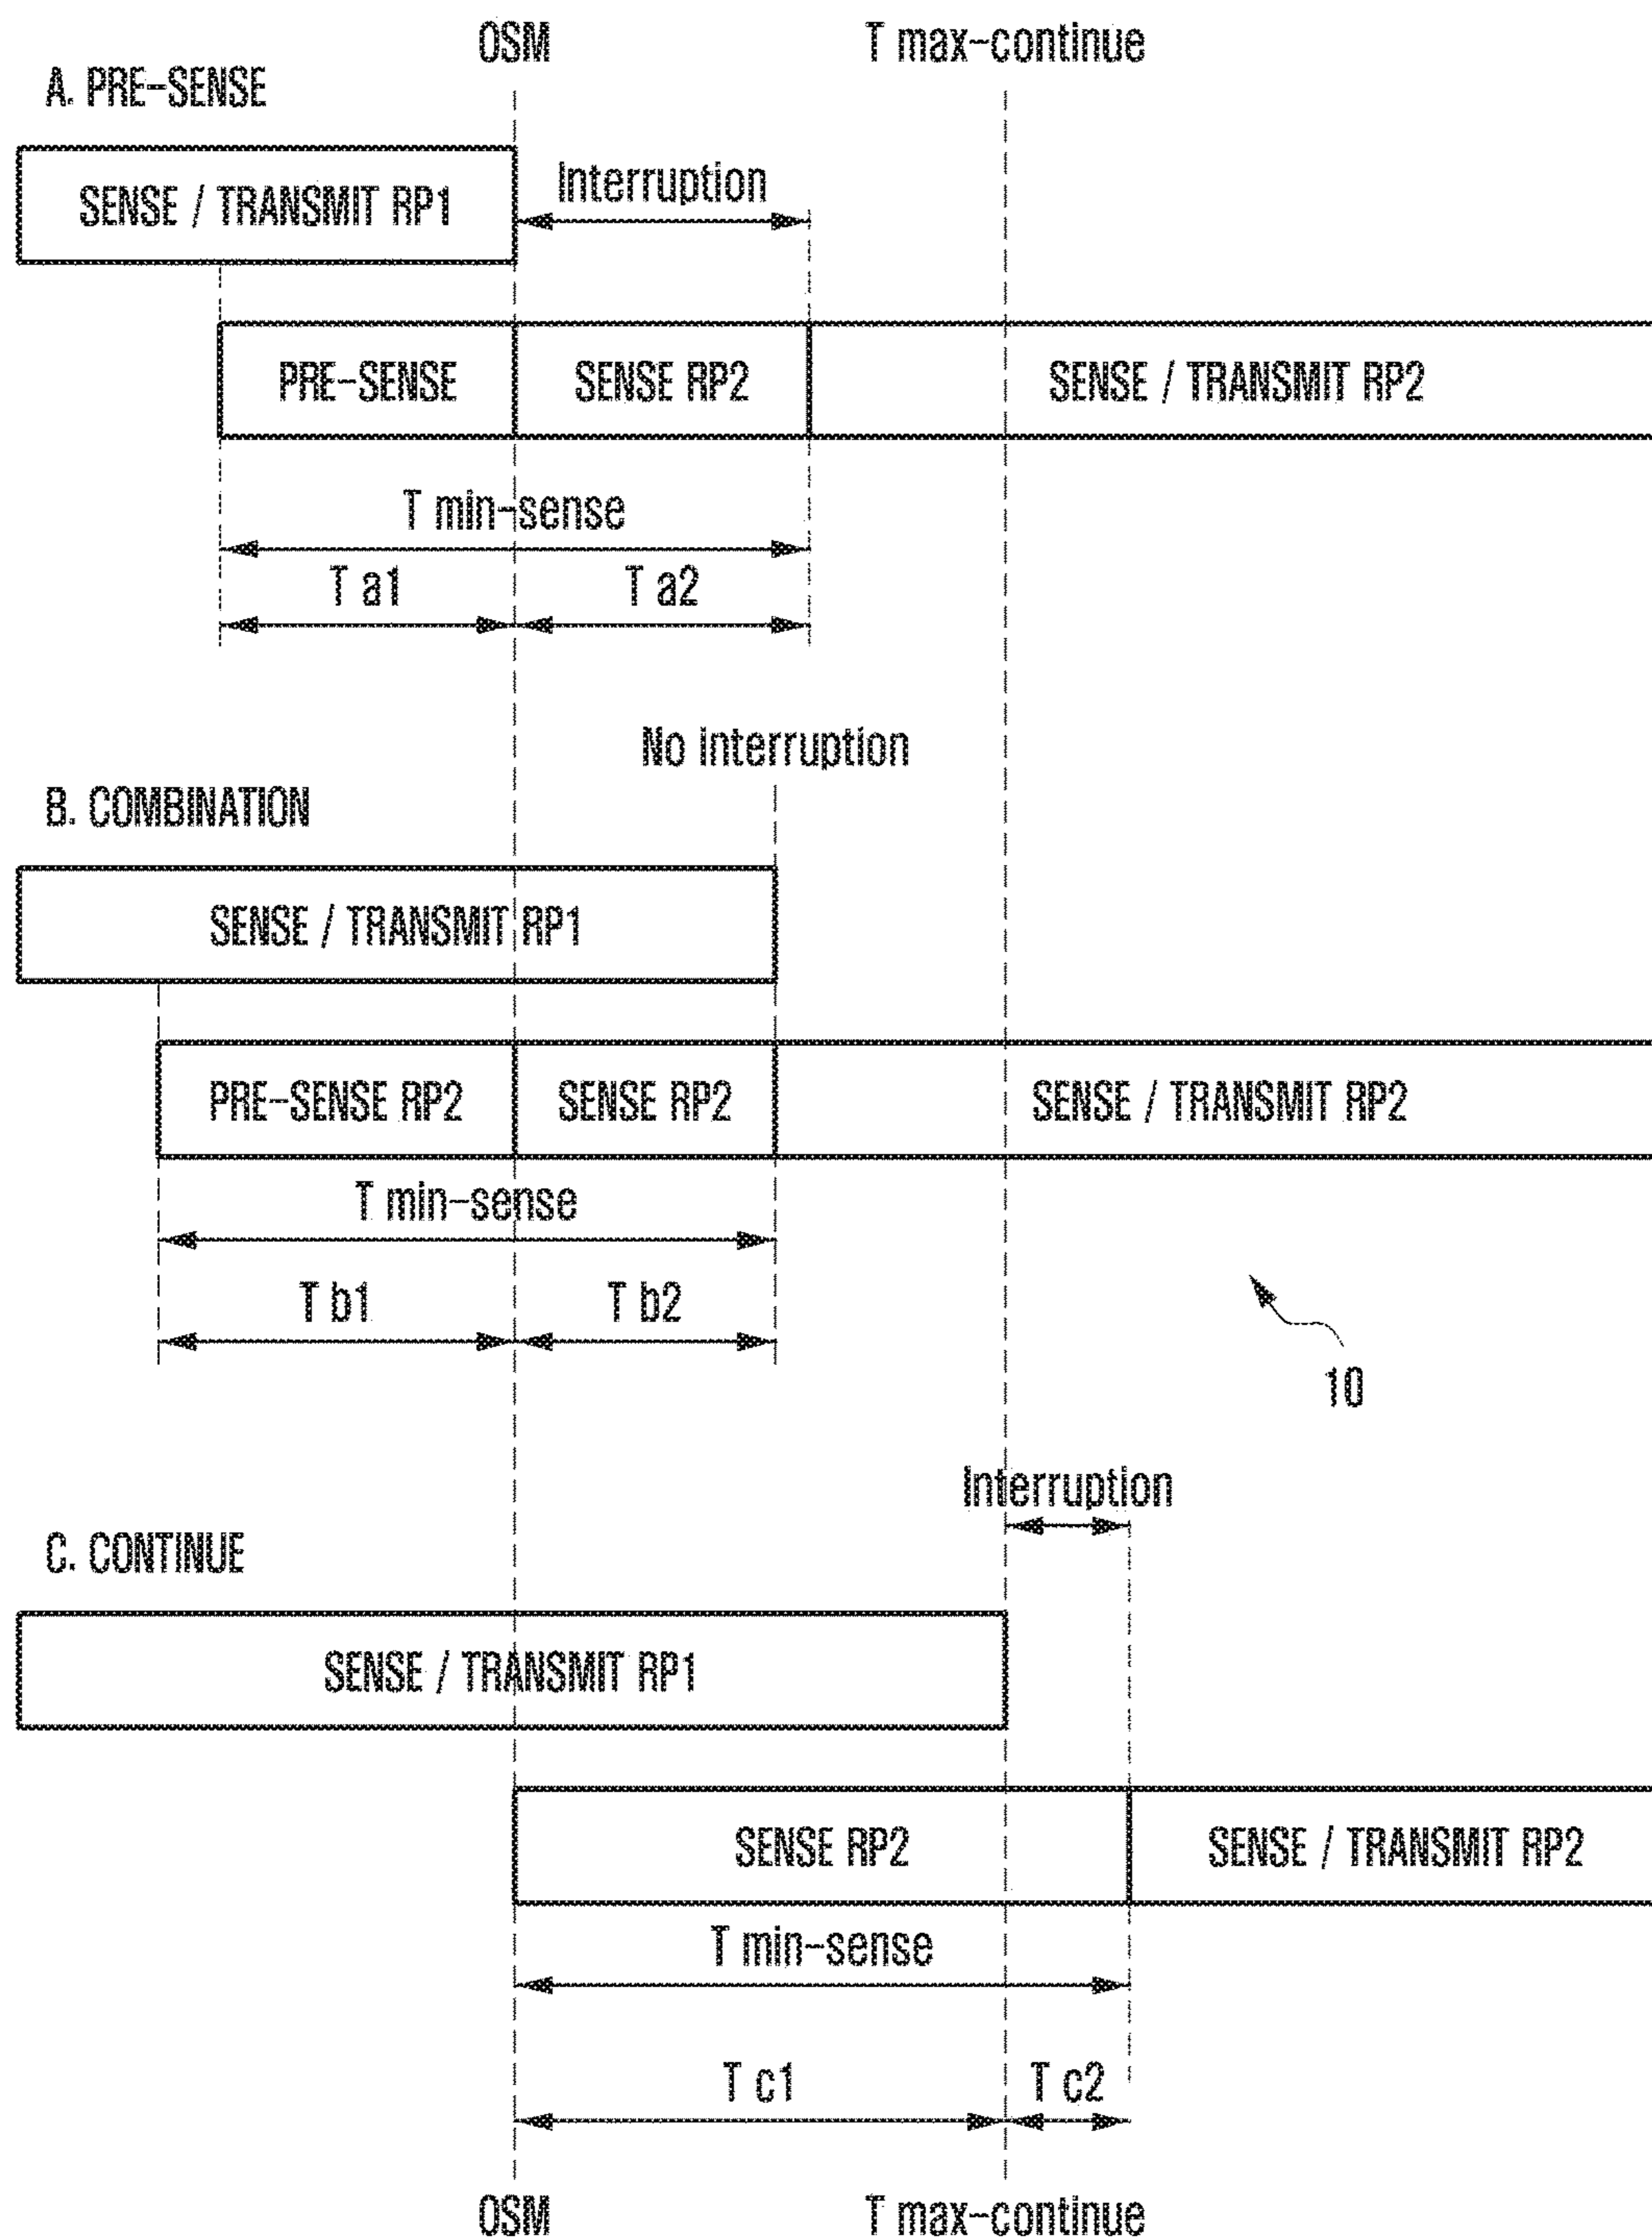 OSM
T max-continue
A. PRE-SENSE
Interruption
SENSE / TRANSMIT RP1
PRE-SENSE
SENSE RP2
SENSE / TRANSMIT RP2
T min-sense
T a1
T a2
No interruption
B. COMBINATION
SENSE / TRANSMIT RP1
PRE-SENSE RP2
SENSE RP2
SENSE / TRANSMIT RP2
T min-sense
T b1
T b2
10
Interruption
C. CONTINUE
SENSE / TRANSMIT RP1
SENSE RP2
SENSE / TRANSMIT RP2
T min-sense
T c1
T c2
OSM
T max-continue